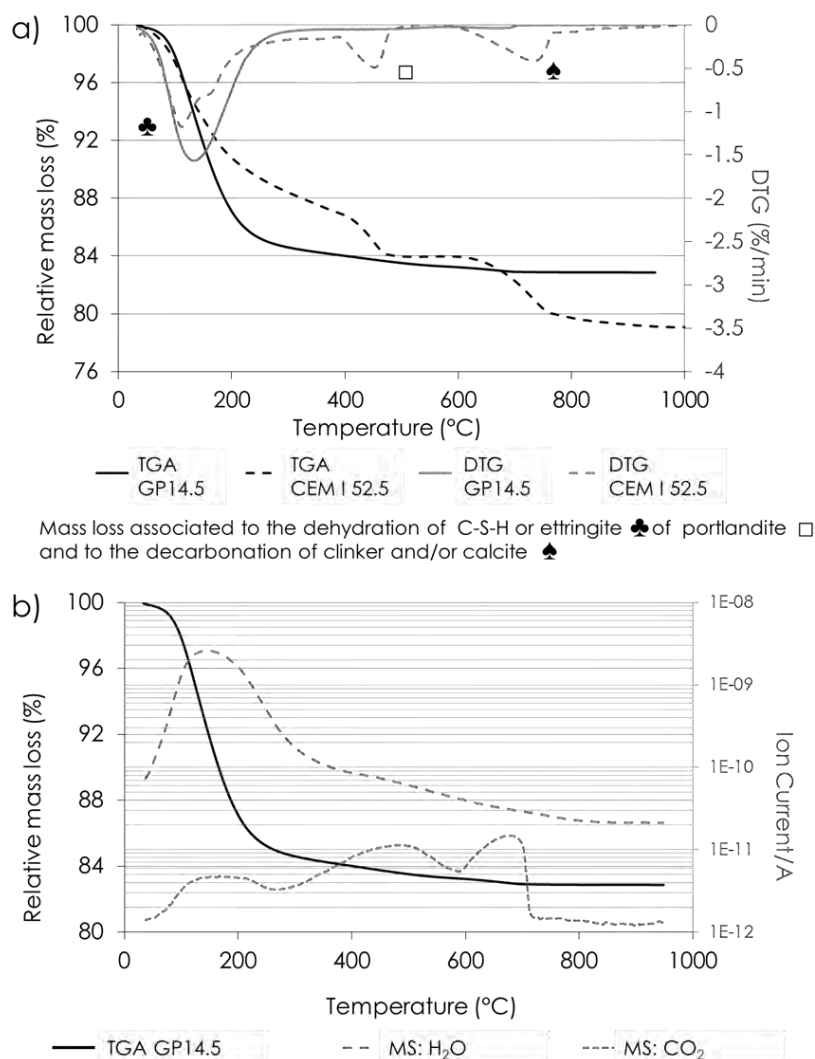 a)
100
96
92
88
84
80
76
Relative mass loss (%)
0
-0.5
-1
-1.5
-2
-2.5
-3
-3.5
-4
DTG (%/min)
0 200 400 600 800 1000
Temperature (°C)
♣
□
♠
TGA GP14.5
TGA CEM I 52.5
DTG GP14.5
DTG CEM I 52.5
Mass loss associated to the dehydration of C-S-H or ettringite ♣ of portlandite □
and to the decarbonation of clinker and/or calcite ♠
b)
100
96
92
88
84
80
Relative mass loss (%)
1E-08
1E-09
1E-10
1E-11
1E-12
Ion Current/A
0 200 400 600 800 1000
Temperature (°C)
TGA GP14.5
MS: H₂O
MS: CO₂